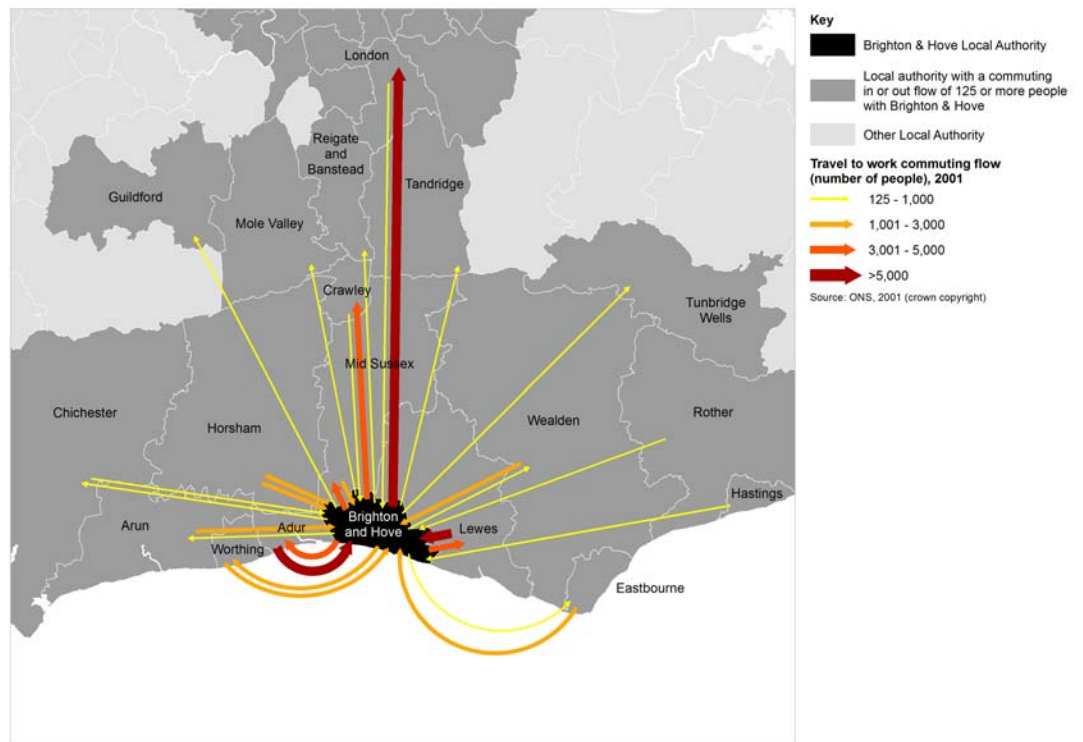 London
Reigate
and
Banstead
Guildford
Tandridge
Mole Valley
Crawley
Tunbridge
Wells
Mid Sussex
Chichester
Horsham
Wealden
Rother
Hastings
Brighton
and Hove
Arun
Adur
Lewes
Worthing
Eastbourne
Key
Brighton & Hove Local Authority
Local authority with a commuting
in or out flow of 125 or more people
with Brighton & Hove
Other Local Authority
Travel to work commuting flow
(number of people), 2001
125 - 1,000
1,001 - 3,000
3,001 - 5,000
>5,000
Source: ONS, 2001 (crown copyright)